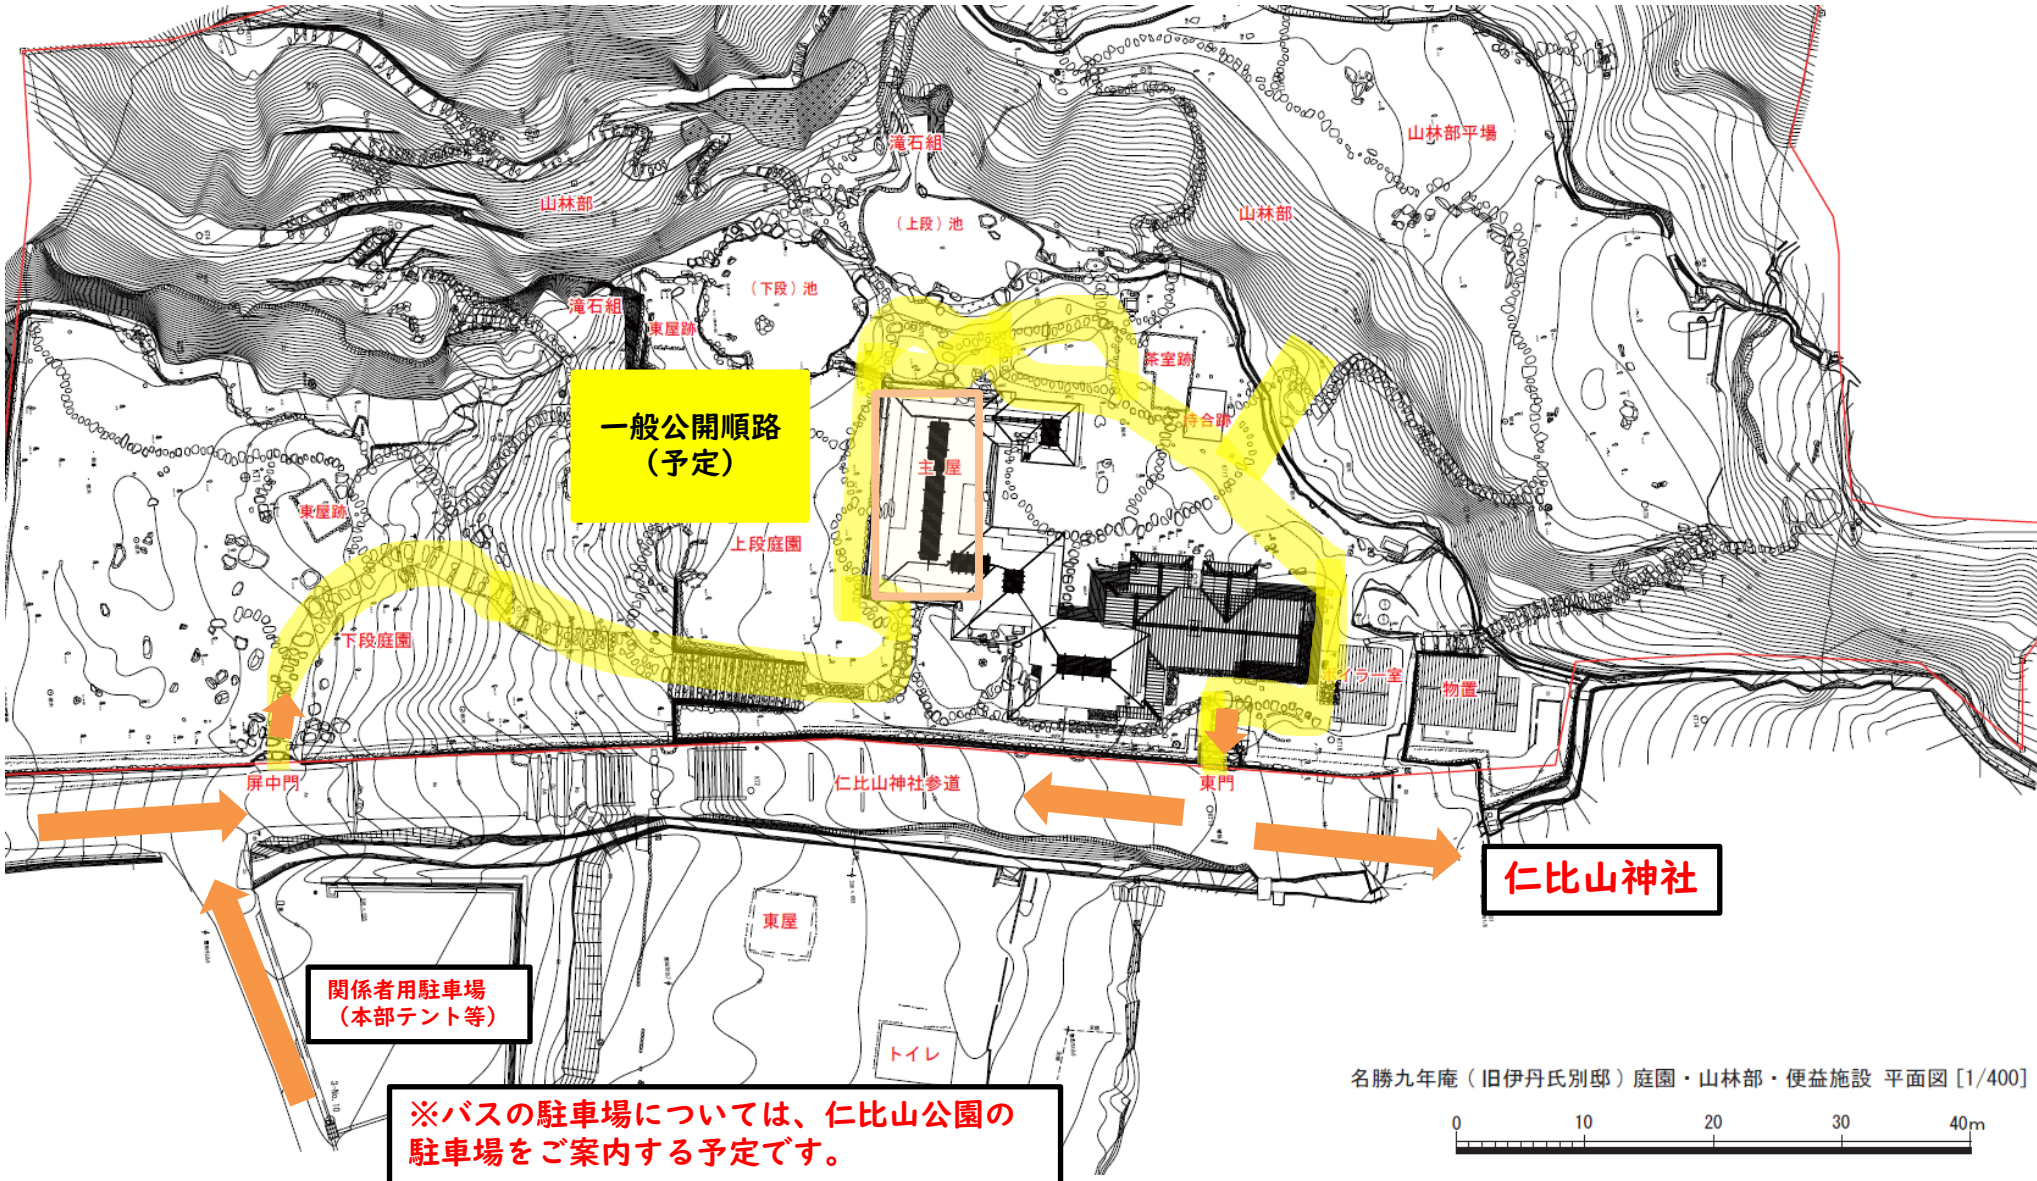 滝石組
山林部平場
山林部
山林部
(上段)池
(下段)池
滝石組
東屋跡
茶室跡
一般公開順路
(予定)
待合跡
主屋
東屋跡
上段庭園
下段庭園
ボイラー室
物置
屏中門
仁比山神社参道
東門
仁比山神社
東屋
関係者用駐車場
(本部テント等)
トイレ
3-No.10
※バスの駐車場については、仁比山公園の
駐車場をご案内する予定です。
名勝九年庵(旧伊丹氏別邸)庭園・山林部・便益施設 平面図 [1/400]
0 10 20 30 40m